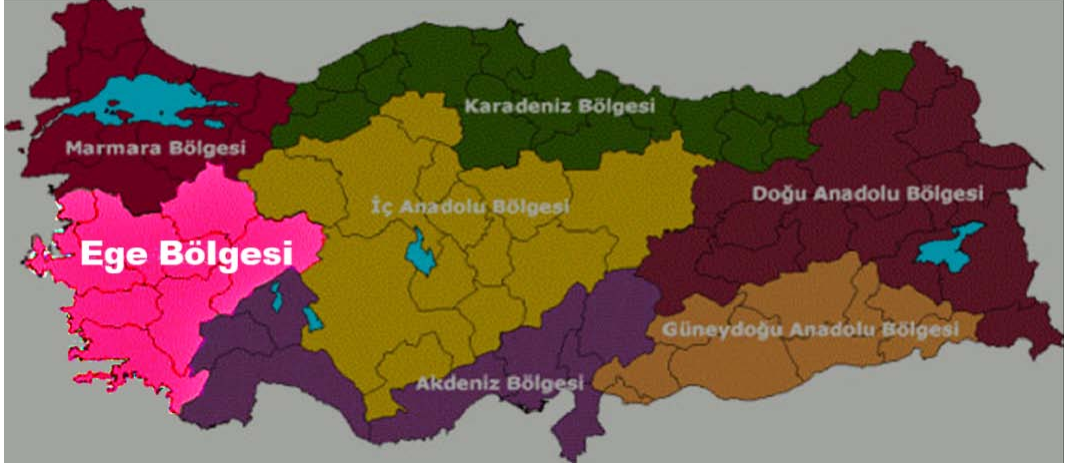 Karadeniz Bölgesi
Marmara Bölgesi
Doğu Anadolu Bölgesi
İç Anadolu Bölgesi
Ege Bölgesi
Güneydoğu Anadolu Bölgesi
Akdeniz Bölgesi